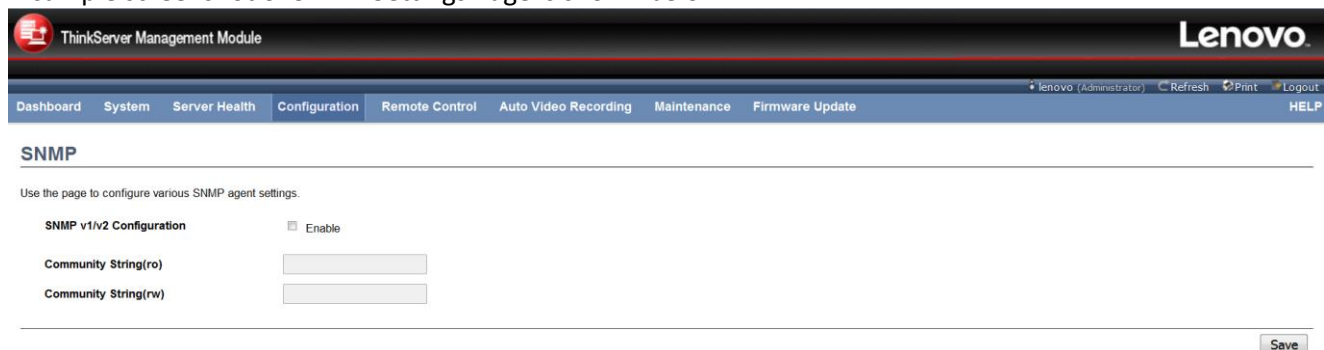 ThinkServer Management Module
Lenovo
lenovo (Administrator) Refresh Print Logout
Dashboard System Server Health Configuration Remote Control Auto Video Recording Maintenance Firmware Update HELP
SNMP
Use the page to configure various SNMP agent settings.
SNMP v1/v2 Configuration Enable
Community String(ro)
Community String(rw)
Save